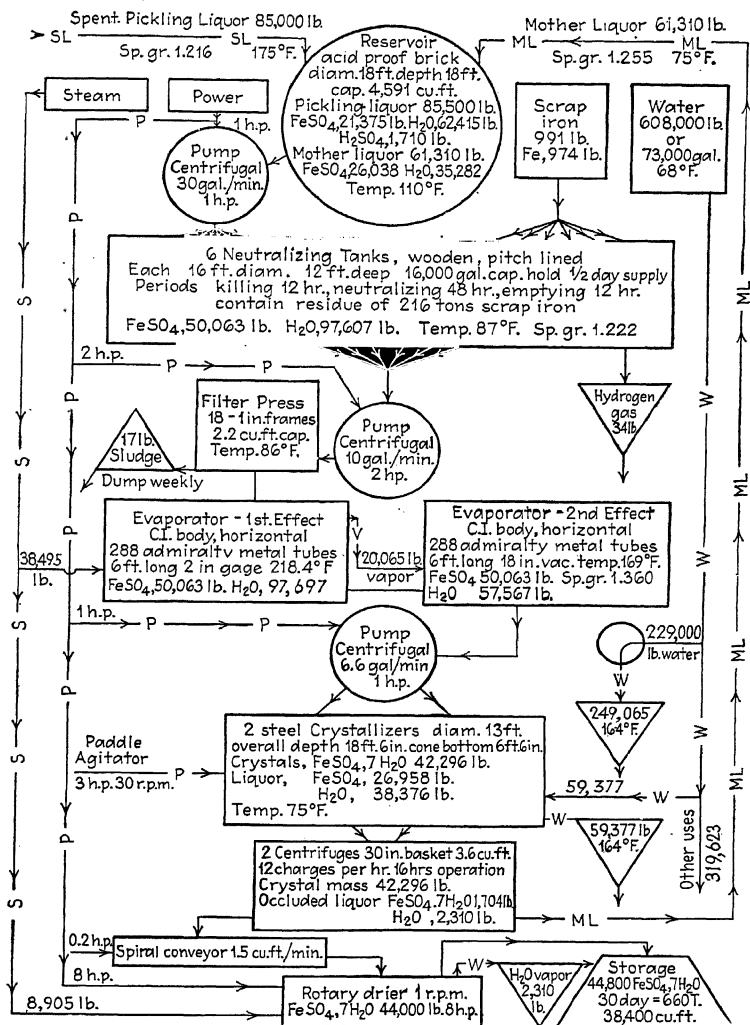 Spent Pickling Liquor 85,000 lb.
SL SL
Sp. gr. 1.216 175°F.
Mother Liquor 61,310 lb.
ML ML
Sp. gr. 1.255 75°F.
Reservoir
acid proof brick
diam. 18ft. depth 18ft.
cap. 4,591 cu.ft.
Pickling liquor 85,500 lb.
FeSO4, 21,375 lb. H2O, 62,415 lb.
H2SO4, 1,710 lb.
Mother liquor 61,310 lb.
FeSO4, 26,038 H2O, 35,282
Temp. 110°F.
Steam
Power
P
1 h.p.
Pump
Centrifugal
30 gal./min.
1 h.p.
Scrap
iron
991 lb.
Fe, 974 lb.
Water
608,000 lb.
or
73,000 gal.
68°F.
6 Neutralizing Tanks, wooden, pitch lined
Each 16 ft. diam. 12 ft. deep 16,000 gal. cap. hold 1/2 day supply
Periods killing 12 hr., neutralizing 48 hr., emptying 12 hr.
contain residue of 216 tons scrap iron
FeSO4, 50,063 lb. H2O, 97,607 lb. Temp. 87°F. Sp. gr. 1.222
P
S
ML
2 h.p. P P
Filter Press
18 - 1 in. frames
2.2 cu.ft. cap.
Temp. 86°F.
17 lb.
Sludge
Dump weekly
Pump
Centrifugal
10 gal./min.
2 hp.
Hydrogen
gas
34 lb
W
P
S
ML
Evaporator - 1st. Effect
C.I. body, horizontal
288 admiralty metal tubes
6 ft. long 2 in gage 218.4°F
FeSO4, 50,063 lb. H2O, 97,697
V
20,065 lb
vapor
Evaporator - 2nd Effect
C.I. body, horizontal
288 admiralty metal tubes
6 ft. long 18 in. vac. temp. 169°F.
FeSO4 50,063 lb. Sp. gr. 1.360
H2O 57,567 lb.
38,495
lb.
P
W
S
ML
1 h.p. P P
Pump
Centrifugal
6.6 gal/min
1 h.p.
229,000
lb. water
W
249,065
164°F.
P
W
Paddle
Agitator
3 h.p. 30 r.p.m.
P
2 steel Crystallizers diam. 13ft.
overall depth 18ft. 6in. cone bottom 6ft. 6in.
Crystals, FeSO4, 7 H2O 42,296 lb.
Liquor, FeSO4, 26,958 lb.
H2O, 38,376 lb.
Temp. 75°F.
59,377
W
W
59,377 lb
164°F.
Other uses
319,623
ML
P
S
2 Centrifuges 30 in. basket 3.6 cu.ft.
12 charges per hr. 16 hrs operation
Crystal mass 42,296 lb.
Occluded liquor FeSO4.7H2O 1,704 lb.
H2O, 2,310 lb.
ML
0.2 h.p.
Spiral conveyor 1.5 cu.ft./min.
8 h.p.
8,905 lb.
Rotary drier 1 r.p.m.
FeSO4, 7H2O 44,000 lb. 8 h.p.
W
H2O vapor
2,310
lb.
Storage
44,800 FeSO4, 7H2O
30 day = 660 T.
38,400 cu.ft.